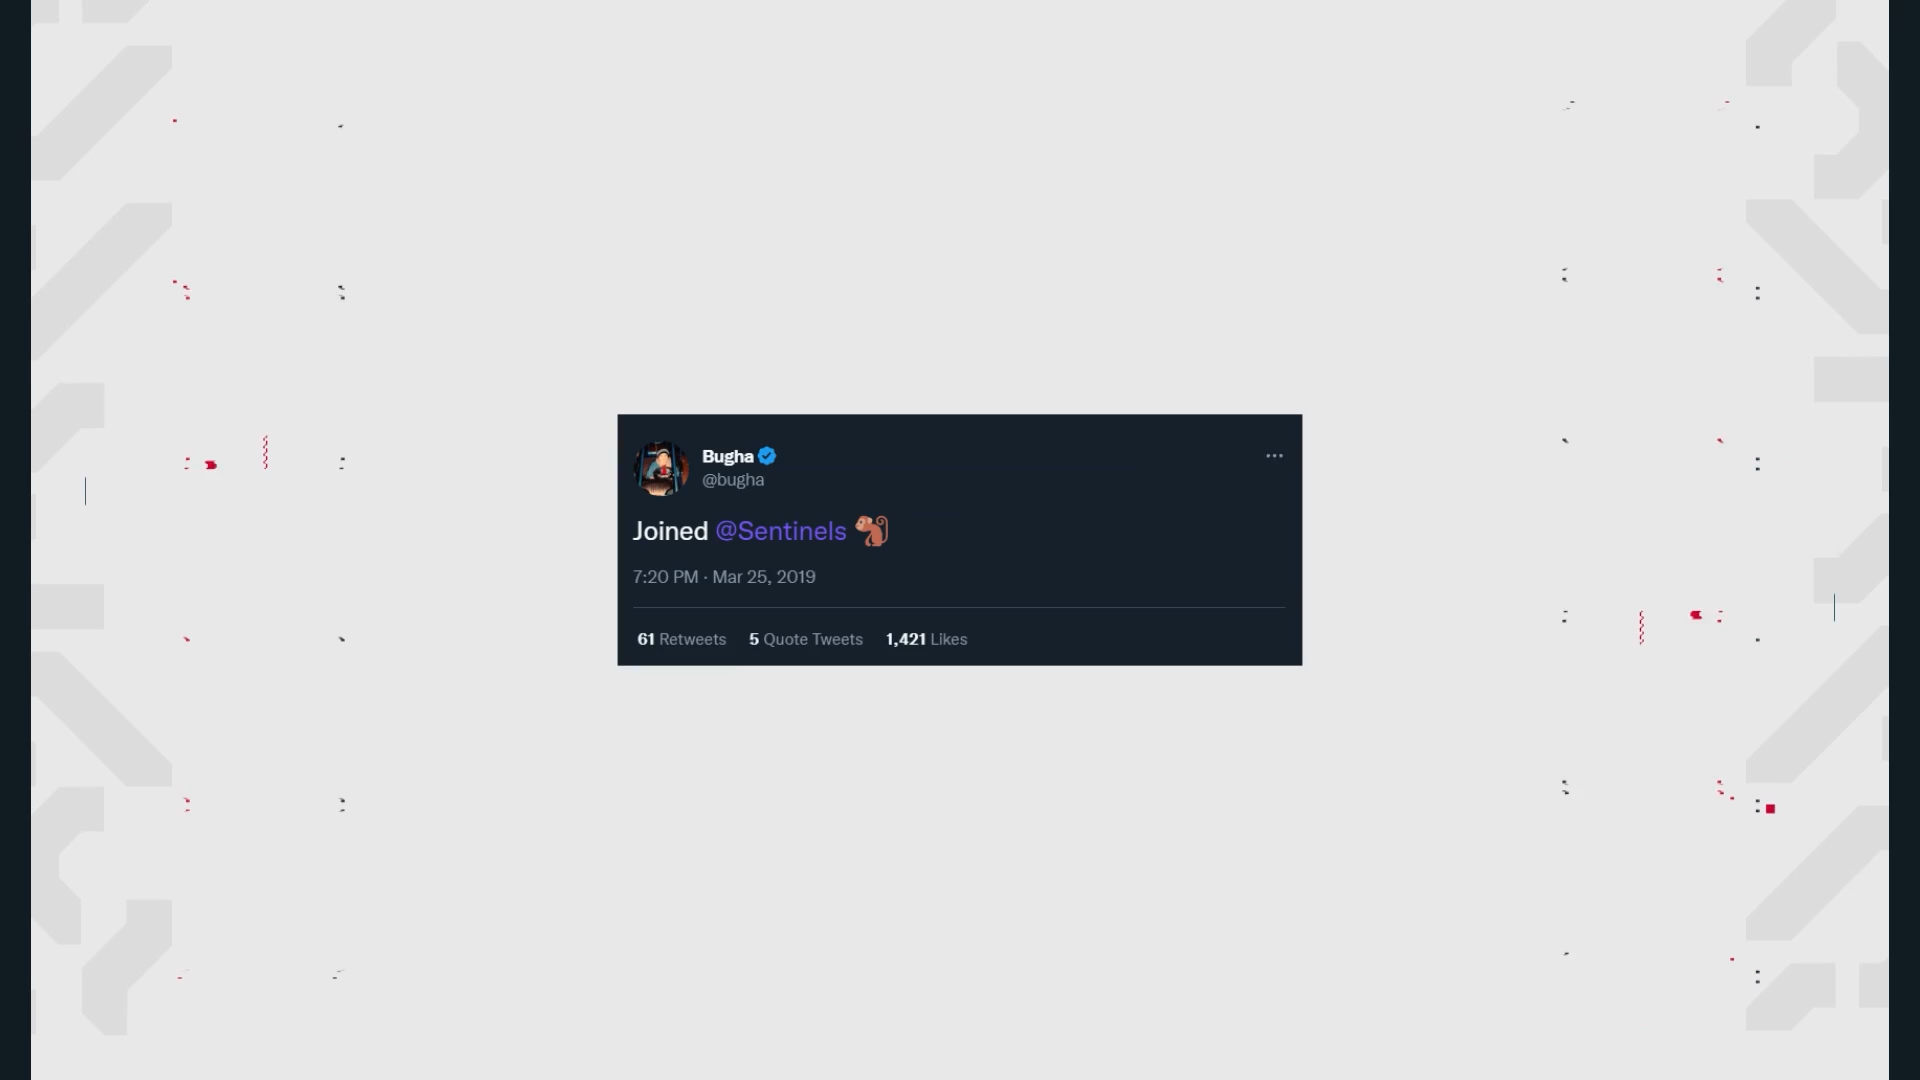 Bugha
@bugha
Joined @Sentinels 🐒
7:20 PM · Mar 25, 2019
61 Retweets 5 Quote Tweets 1,421 Likes